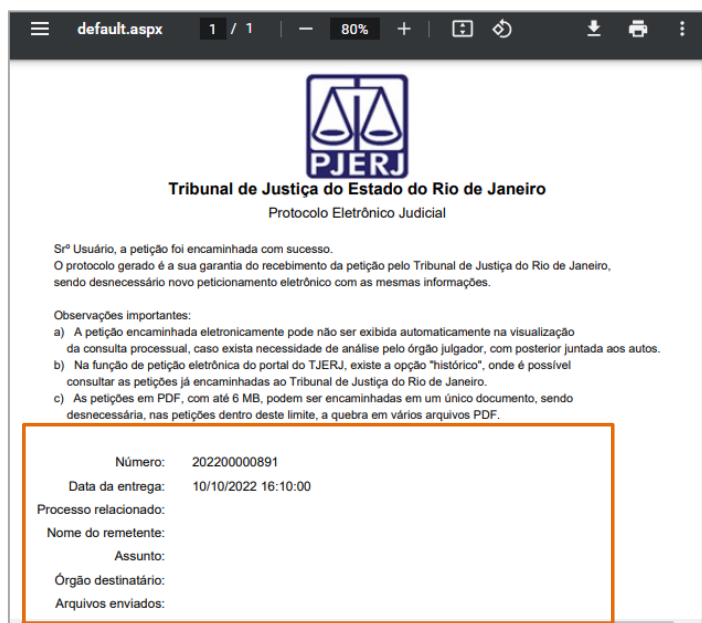 default.aspx 1 / 1 80%
PJERJ
Tribunal de Justiça do Estado do Rio de Janeiro
Protocolo Eletrônico Judicial
Srº Usuário, a petição foi encaminhada com sucesso.
O protocolo gerado é a sua garantia do recebimento da petição pelo Tribunal de Justiça do Rio de Janeiro,
sendo desnecessário novo peticionamento eletrônico com as mesmas informações.
Observações importantes:
a) A petição encaminhada eletronicamente pode não ser exibida automaticamente na visualização
da consulta processual, caso exista necessidade de análise pelo órgão julgador, com posterior juntada aos autos.
b) Na função de petição eletrônica do portal do TJERJ, existe a opção "histórico", onde é possível
consultar as petições já encaminhadas ao Tribunal de Justiça do Rio de Janeiro.
c) As petições em PDF, com até 6 MB, podem ser encaminhadas em um único documento, sendo
desnecessária, nas petições dentro deste limite, a quebra em vários arquivos PDF.
Número: 202200000891
Data da entrega: 10/10/2022 16:10:00
Processo relacionado:
Nome do remetente:
Assunto:
Órgão destinatário:
Arquivos enviados: